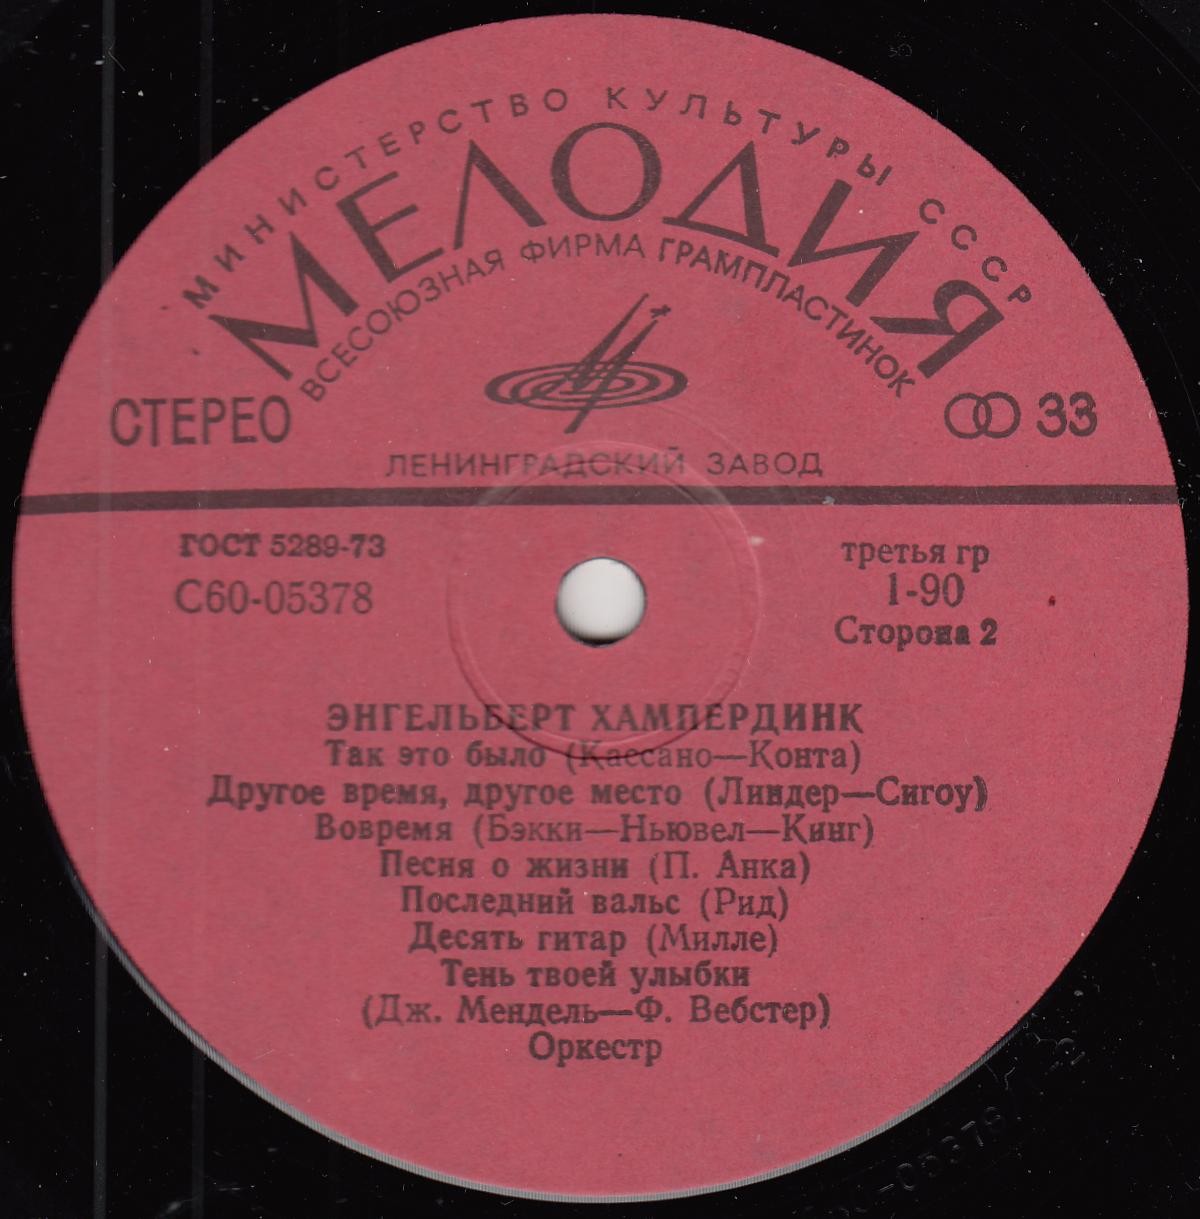 МИНИСТЕРСТВО КУЛЬТУРЫ СССР
МЕЛОДИЯ
ВСЕСОЮЗНАЯ ФИРМА ГРАМПЛАСТИНОК
СТЕРЕО
33
ЛЕНИНГРАДСКИЙ ЗАВОД
ГОСТ 5289-73
С60-05378
третья гр
1-90
Сторона 2
ЭНГЕЛЬБЕРТ ХАМПЕРДИНК
Так это было (Кассано—Конта)
Другое время, другое место (Линдер—Сигоу)
Вовремя (Бэкки—Ньювел—Кинг)
Песня о жизни (П. Анка)
Последний вальс (Рид)
Десять гитар (Милле)
Тень твоей улыбки
(Дж. Мендель—Ф. Вебстер)
Оркестр